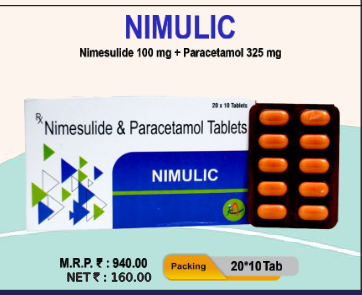 NIMULIC
Nimesulide 100 mg + Paracetamol 325 mg
20 x 10 Tablets
Rx
Nimesulide & Paracetamol Tablets
NIMULIC
M.R.P. ₹ : 940.00
NET ₹ : 160.00
Packing
20*10 Tab